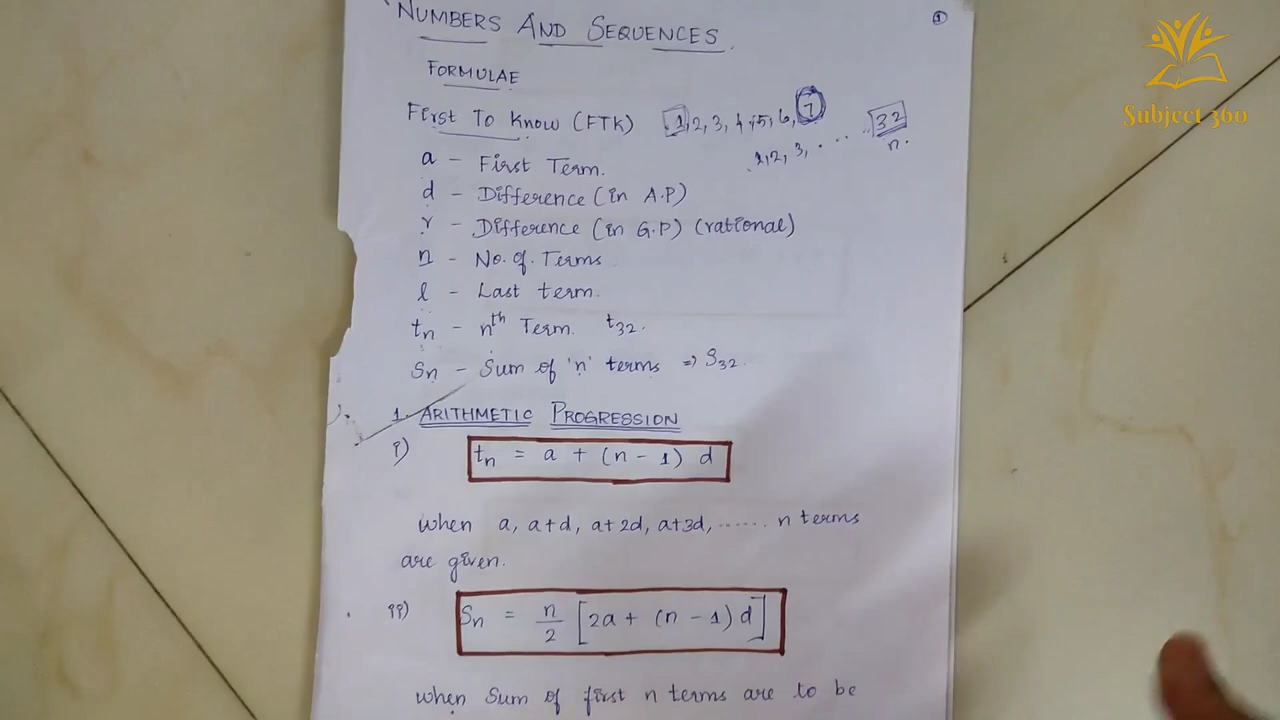 NUMBERS AND SEQUENCES.
①
FORMULAE
First To Know (FTK) 1, 2, 3, 4, 5, 6, 7
1, 2, 3, ..... 32
n.
a - First Term.
d - Difference (in A.P)
r - Difference (in G.P) (rational)
n - No. of. Terms
l - Last term.
tn - nth Term. t32.
Sn - Sum of 'n' terms => S32.
1. ARITHMETIC PROGRESSION
i) tn = a + (n - 1) d
when a, a+d, a+2d, a+3d, ...... n terms
are given.
ii) Sn = n/2 [2a + (n - 1) d]
when Sum of first n terms are to be
Subject 360